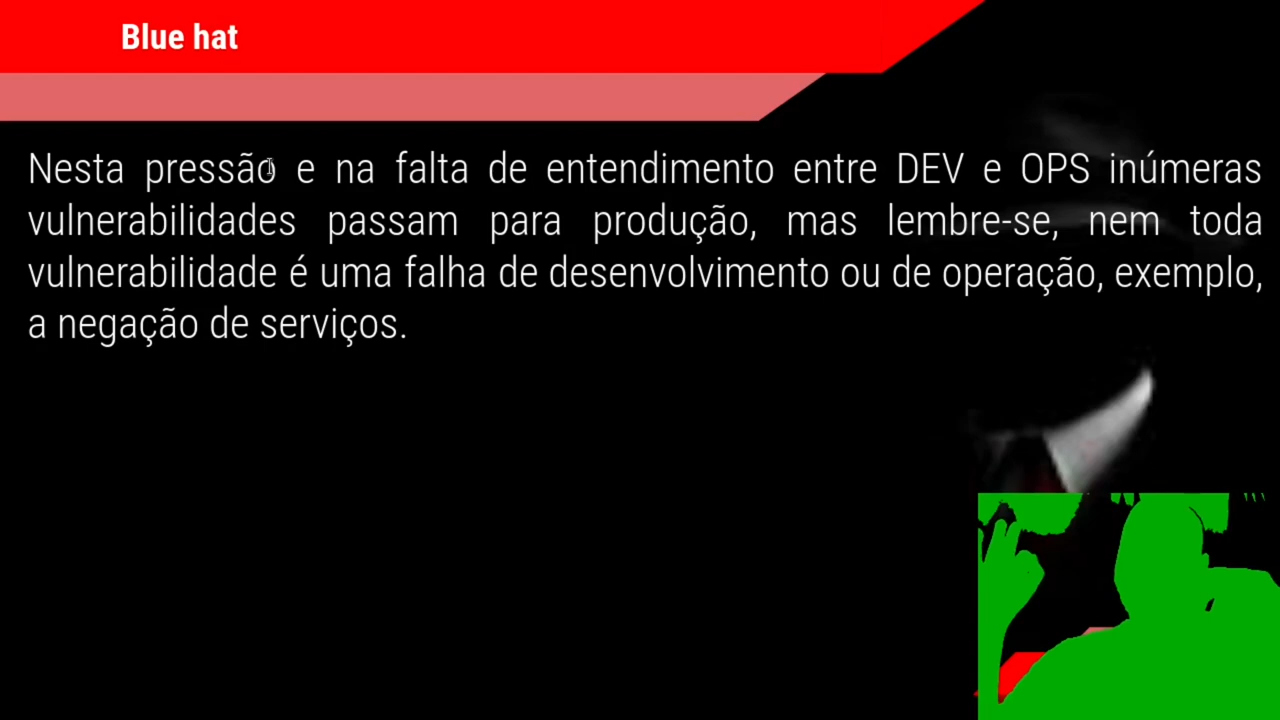 Blue hat
Nesta pressão e na falta de entendimento entre DEV e OPS inúmeras
vulnerabilidades passam para produção, mas lembre-se, nem toda
vulnerabilidade é uma falha de desenvolvimento ou de operação, exemplo,
a negação de serviços.